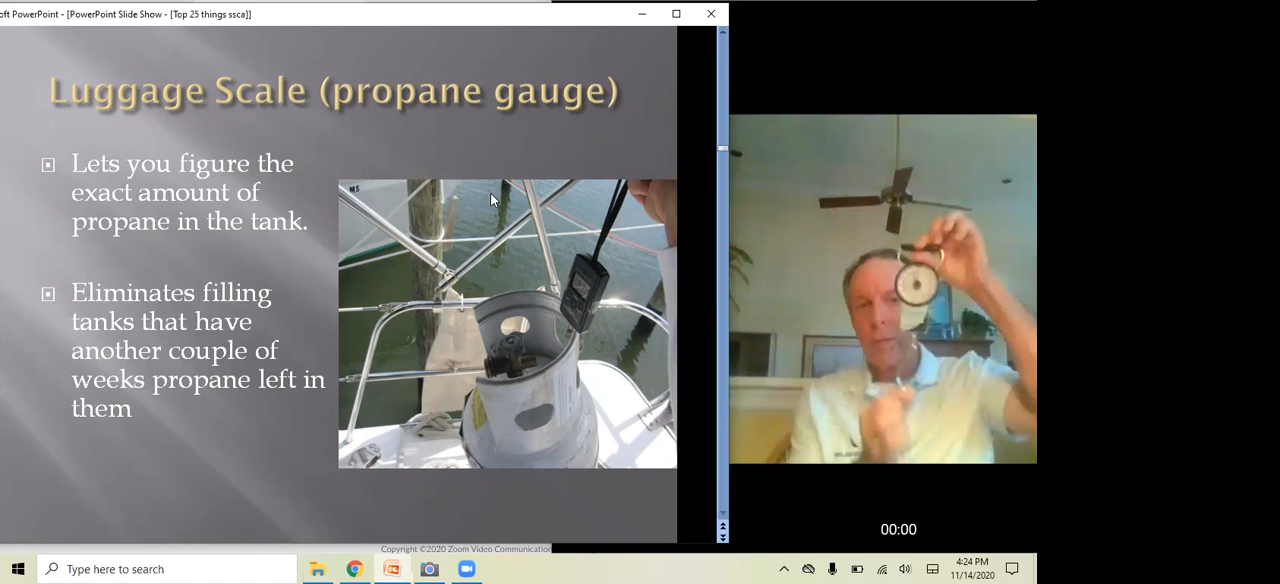 oft PowerPoint - [PowerPoint Slide Show - [Top 25 things ssca]]
Luggage Scale (propane gauge)
Lets you figure the
exact amount of
propane in the tank.
Eliminates filling
tanks that have
another couple of
weeks propane left in
them
MS
00:00
Copyright ©2020 Zoom Video Communication
Type here to search
4:24 PM
11/14/2020